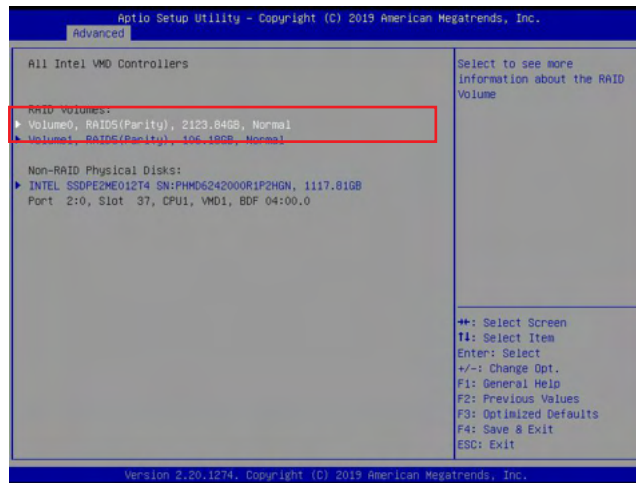 Aptio Setup Utility - Copyright (C) 2019 American Megatrends, Inc.
Advanced
All Intel VMD Controllers
Select to see more
information about the RAID
Volume
RAID Volumes:
Volume0, RAID5(Parity), 2123.84GB, Normal
Volume1, RAID5(Parity), 106.18GB, Normal
Non-RAID Physical Disks:
INTEL SSDPE2ME012T4 SN:PHMD6242000R1P2HGN, 1117.81GB
Port 2:0, Slot 37, CPU1, VMD1, BDF 04:00.0
→←: Select Screen
↑↓: Select Item
Enter: Select
+/-: Change Opt.
F1: General Help
F2: Previous Values
F3: Optimized Defaults
F4: Save & Exit
ESC: Exit
Version 2.20.1274. Copyright (C) 2019 American Megatrends, Inc.